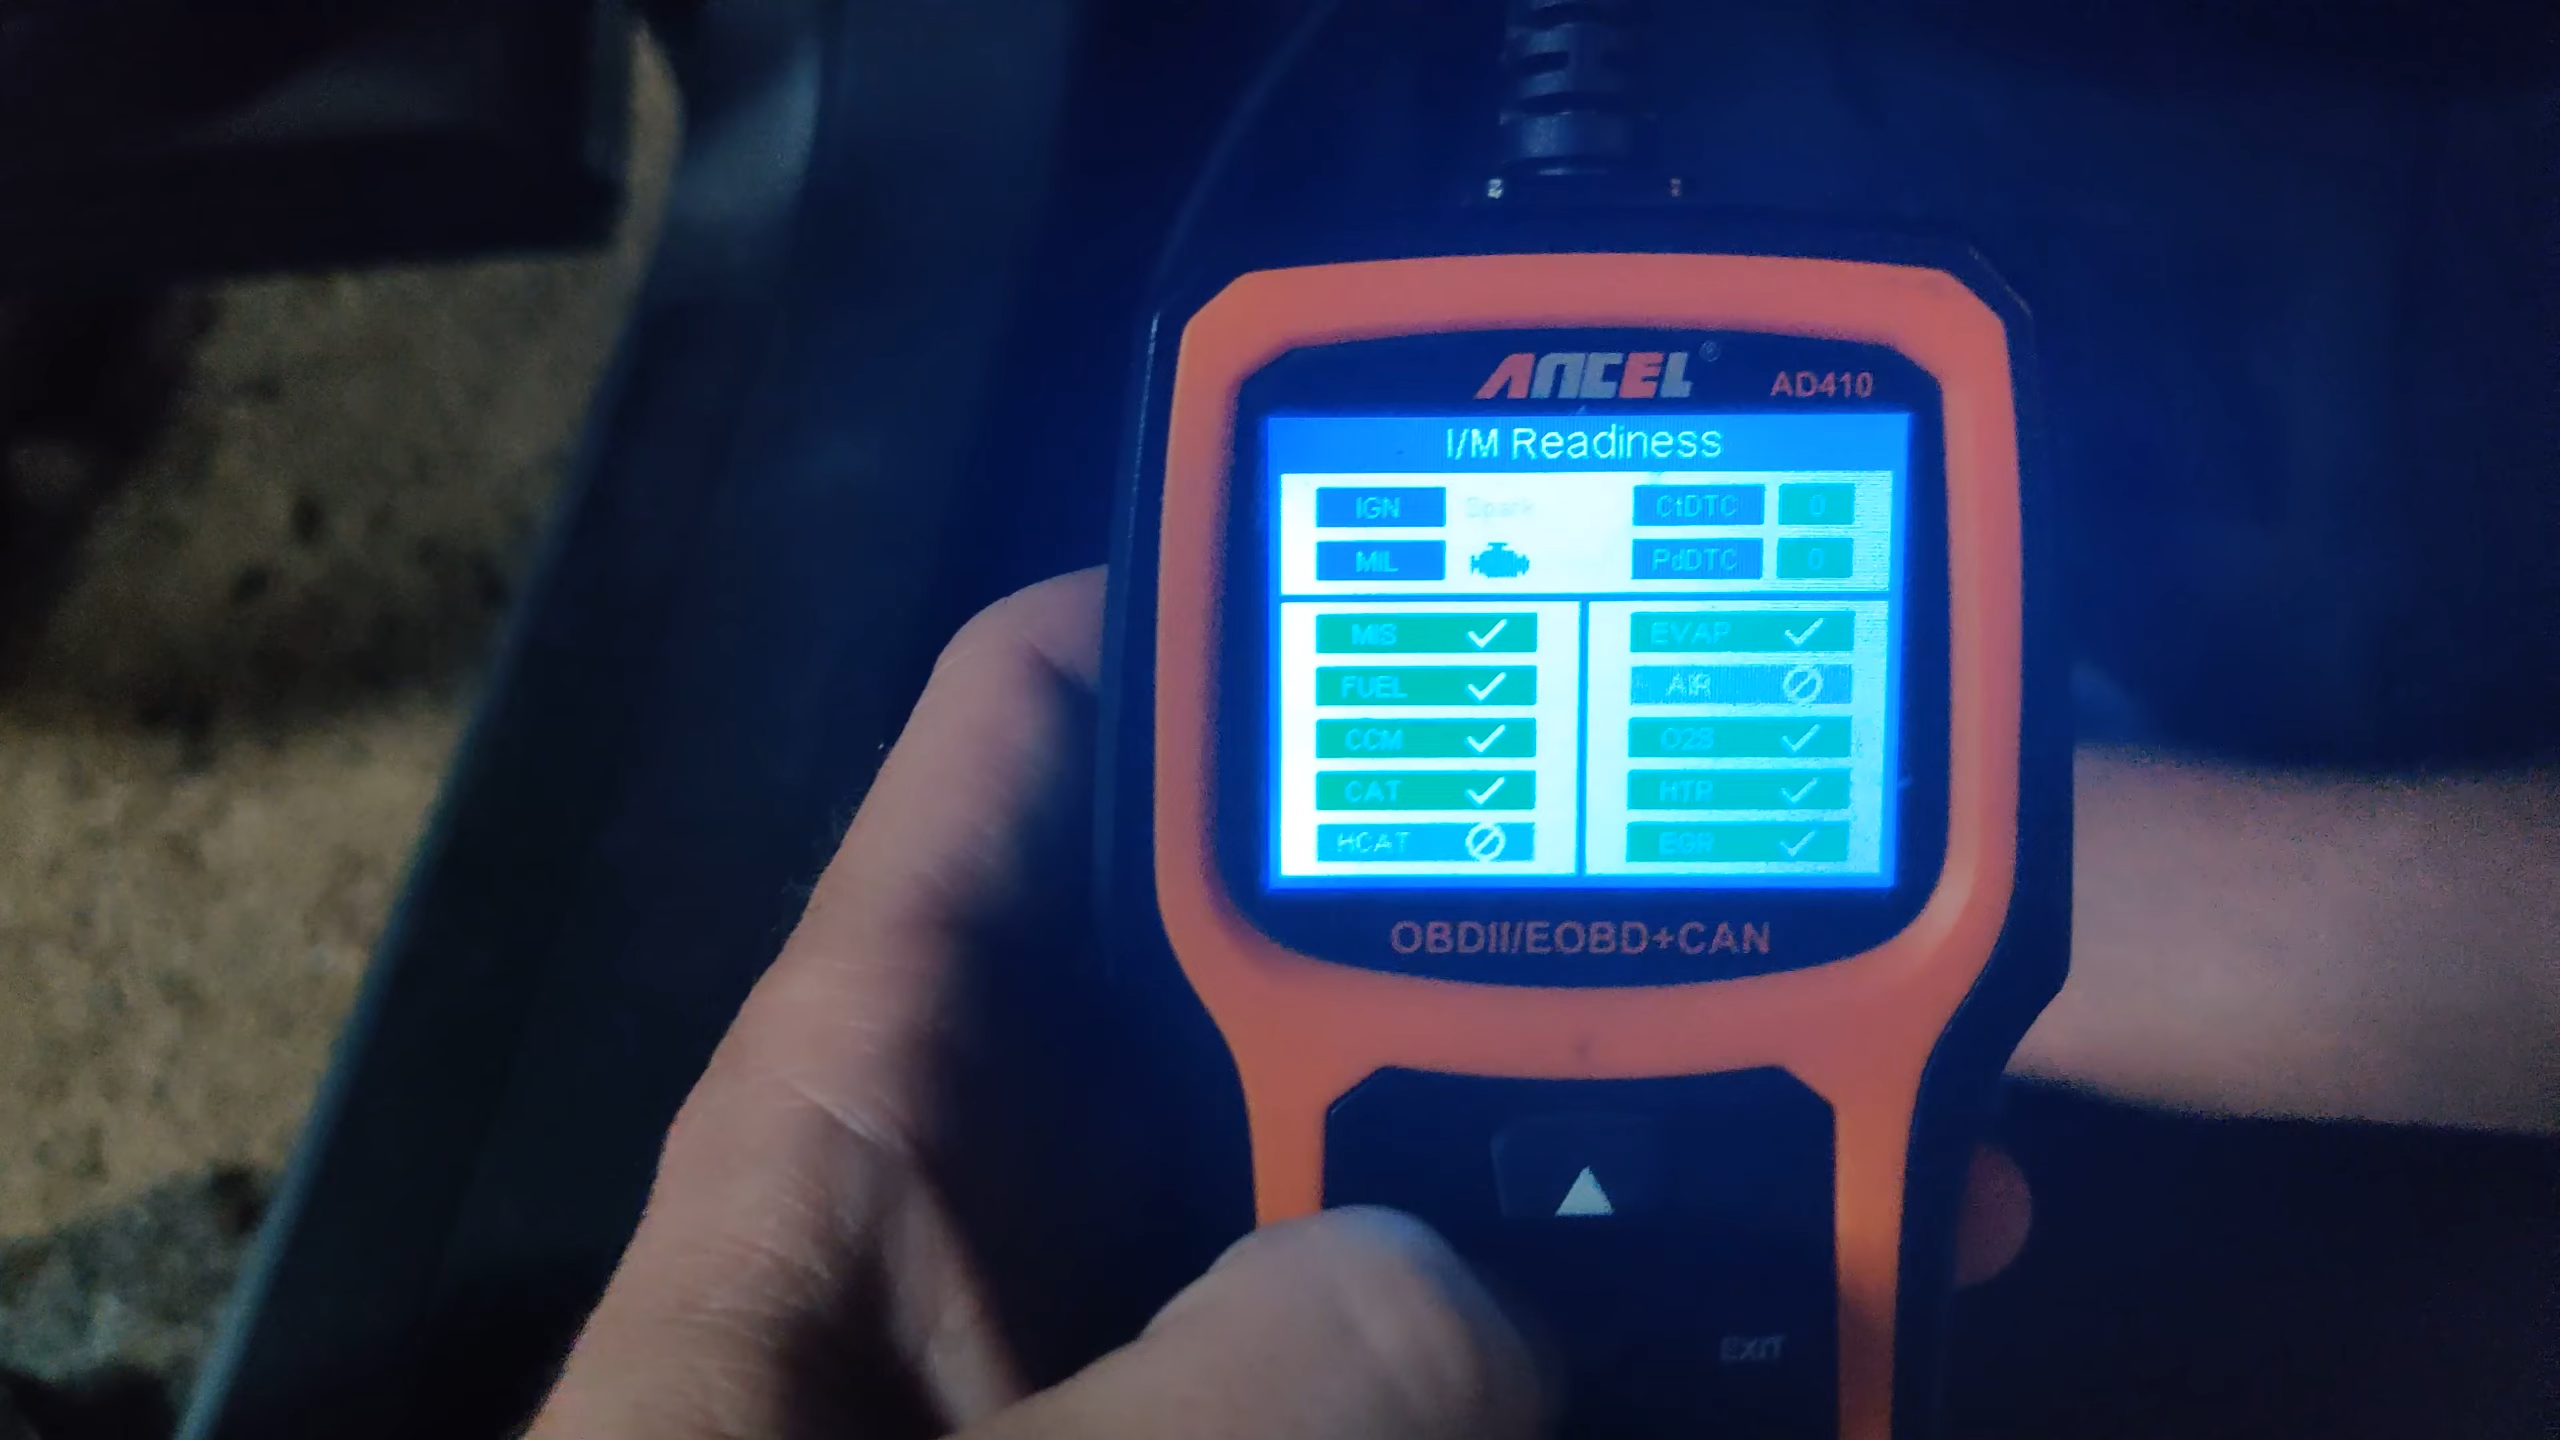 ANCEL®
AD410
I/M Readiness
IGN Spark CtDTC 0
MIL PdDTC 0
MIS EVAP
FUEL AIR
CCM O2S
CAT HTR
HCAT EGR
OBDII/EOBD+CAN
EXIT